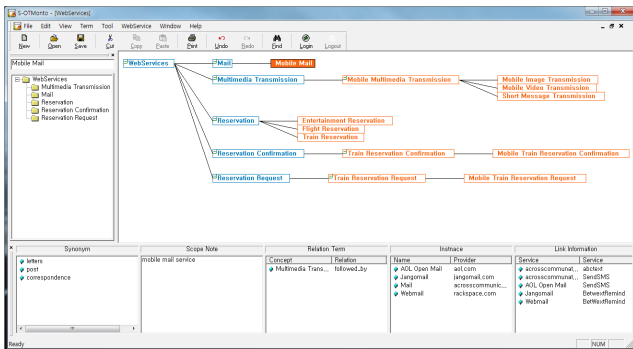 S-OTMonto - [WebServices]
File Edit View Term Tool WebService Window Help
New Open Save Cut Copy Paste Print Undo Redo Find Login Logout
Mobile Mail
WebServices
Multimedia Transmission
Mail
Reservation
Reservation Confirmation
Reservation Request
WebServices Mail Mobile Mail
Multimedia Transmission Mobile Multimedia Transmission Mobile Image Transmission
Mobile Video Transmission
Short Message Transmission
Reservation Entertainment Reservation
Flight Reservation
Train Reservation
Reservation Confirmation Train Reservation Confirmation Mobile Train Reservation Confirmation
Reservation Request Train Reservation Request Mobile Train Reservation Request
Synonym Scope Note Relation Term Instnace Link Information
letters
post
correspondence
mobile mail service
Concept Relation
Multimedia Trans... followed_by
Name Provider
AOL Open Mail aol,com
Jangomail jangomail,com
Mail acrosscommunic...
Webmail rackspace,com
Service Service
acrosscommunat... abctext
acrosscommunat... SendSMS
AOL Open Mail SendSMS
Jangomail BetwextRemind
Webmail BetWextRemind
Ready NUM